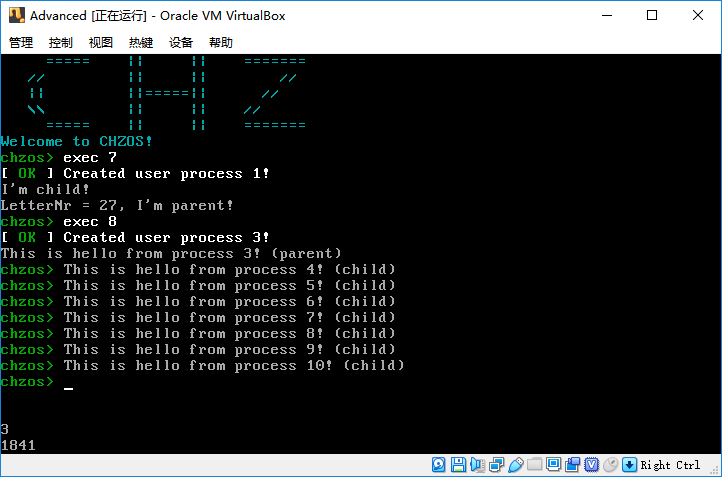 Advanced [正在运行] - Oracle VM VirtualBox
管理 控制 视图 热键 设备 帮助
=====   ||     ||   =======
//      ||     ||       //
||      ||=====||     //
\\      ||     ||   //
=====   ||     ||   =======
Welcome to CHZOS!
chzos> exec 7
[ OK ] Created user process 1!
I'm child!
LetterNr = 27, I'm parent!
chzos> exec 8
[ OK ] Created user process 3!
This is hello from process 3! (parent)
chzos> This is hello from process 4! (child)
chzos> This is hello from process 5! (child)
chzos> This is hello from process 6! (child)
chzos> This is hello from process 7! (child)
chzos> This is hello from process 8! (child)
chzos> This is hello from process 9! (child)
chzos> This is hello from process 10! (child)
chzos> _
3
1841
Right Ctrl